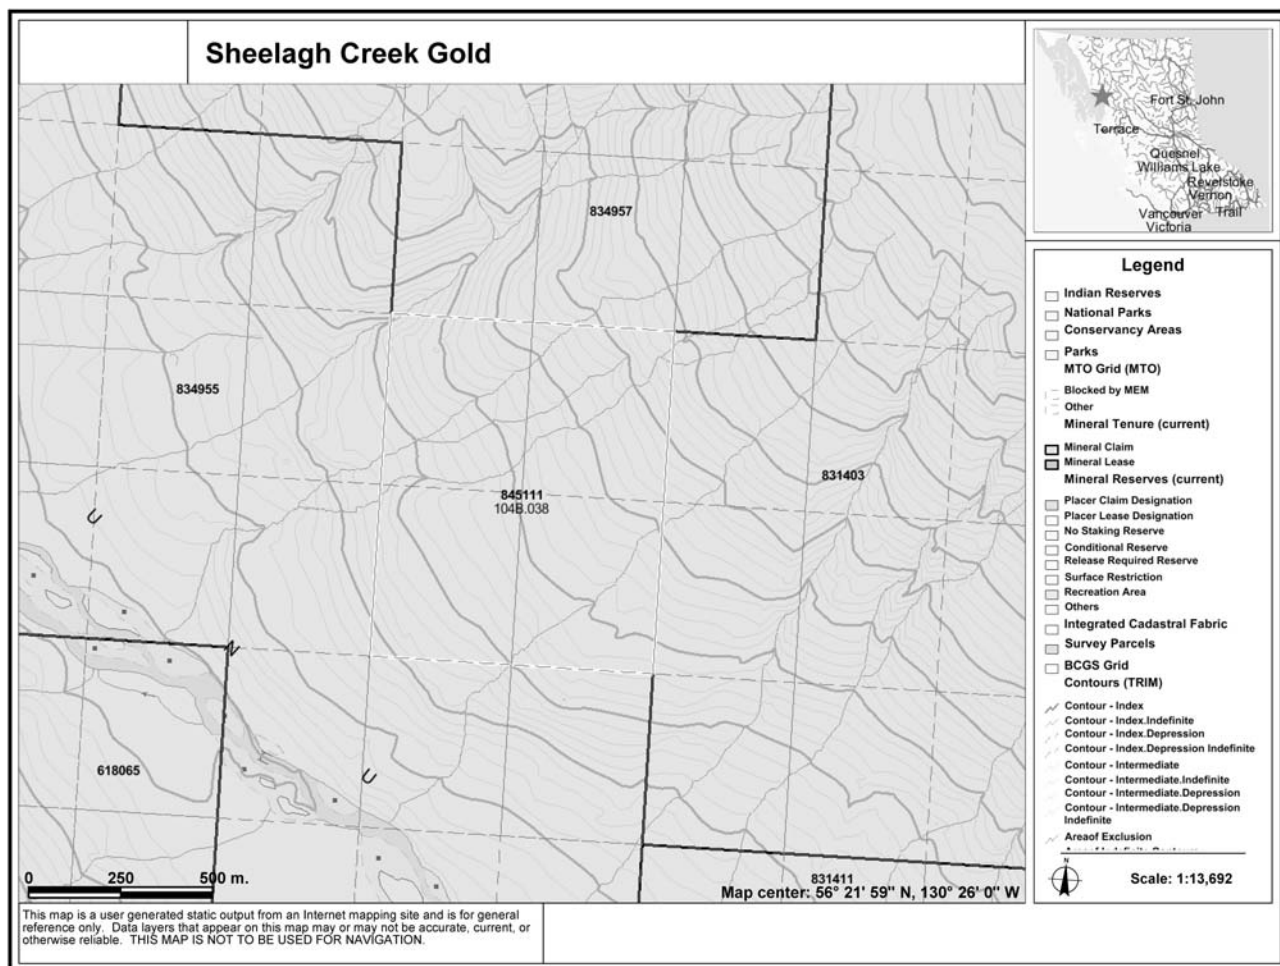 Sheelagh Creek Gold
Fort St. John
Terrace
Quesnel
Williams Lake
Revelstoke
Vernon
Vancouver
Trail
Victoria
834957
834955
831403
845111
104B.038
U
N
U
618065
831411
0 250 500 m.
Map center: 56° 21' 59" N, 130° 26' 0" W
Legend
Indian Reserves
National Parks
Conservancy Areas
Parks
MTO Grid (MTO)
Blocked by MEM
Other
Mineral Tenure (current)
Mineral Claim
Mineral Lease
Mineral Reserves (current)
Placer Claim Designation
Placer Lease Designation
No Staking Reserve
Conditional Reserve
Release Required Reserve
Surface Restriction
Recreation Area
Others
Integrated Cadastral Fabric
Survey Parcels
BCGS Grid
Contours (TRIM)
Contour - Index
Contour - Index.Indefinite
Contour - Index.Depression
Contour - Index.Depression Indefinite
Contour - Intermediate
Contour - Intermediate.Indefinite
Contour - Intermediate.Depression
Contour - Intermediate.Depression
Indefinite
Areaof Exclusion
N
Scale: 1:13,692
This map is a user generated static output from an Internet mapping site and is for general
reference only. Data layers that appear on this map may or may not be accurate, current, or
otherwise reliable. THIS MAP IS NOT TO BE USED FOR NAVIGATION.